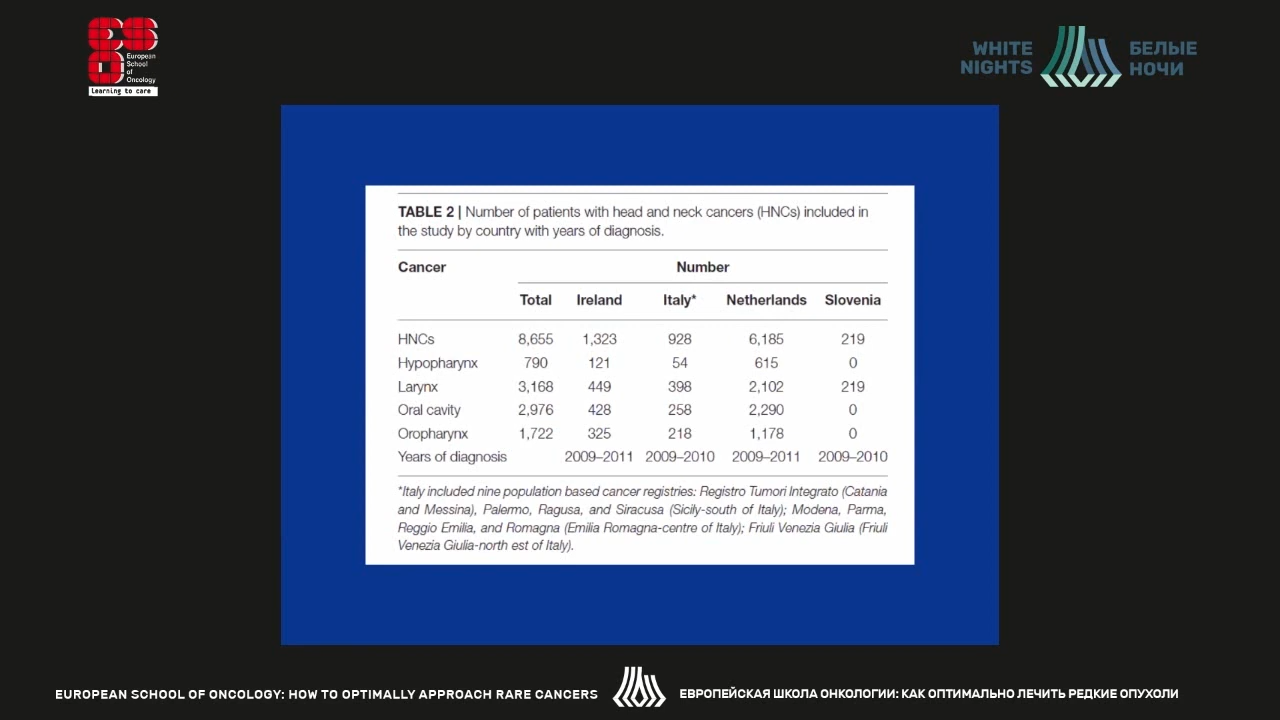 European
School
of
Oncology
Learning to care
WHITE
NIGHTS
БЕЛЫЕ
НОЧИ
TABLE 2 | Number of patients with head and neck cancers (HNCs) included in
the study by country with years of diagnosis.
Cancer Number
Total Ireland Italy* Netherlands Slovenia
HNCs 8,655 1,323 928 6,185 219
Hypopharynx 790 121 54 615 0
Larynx 3,168 449 398 2,102 219
Oral cavity 2,976 428 258 2,290 0
Oropharynx 1,722 325 218 1,178 0
Years of diagnosis 2009–2011 2009–2010 2009–2011 2009–2010
*Italy included nine population based cancer registries: Registro Tumori Integrato (Catania
and Messina), Palermo, Ragusa, and Siracusa (Sicily-south of Italy); Modena, Parma,
Reggio Emilia, and Romagna (Emilia Romagna-centre of Italy); Friuli Venezia Giulia (Friuli
Venezia Giulia-north est of Italy).
EUROPEAN SCHOOL OF ONCOLOGY: HOW TO OPTIMALLY APPROACH RARE CANCERS
ЕВРОПЕЙСКАЯ ШКОЛА ОНКОЛОГИИ: КАК ОПТИМАЛЬНО ЛЕЧИТЬ РЕДКИЕ ОПУХОЛИ